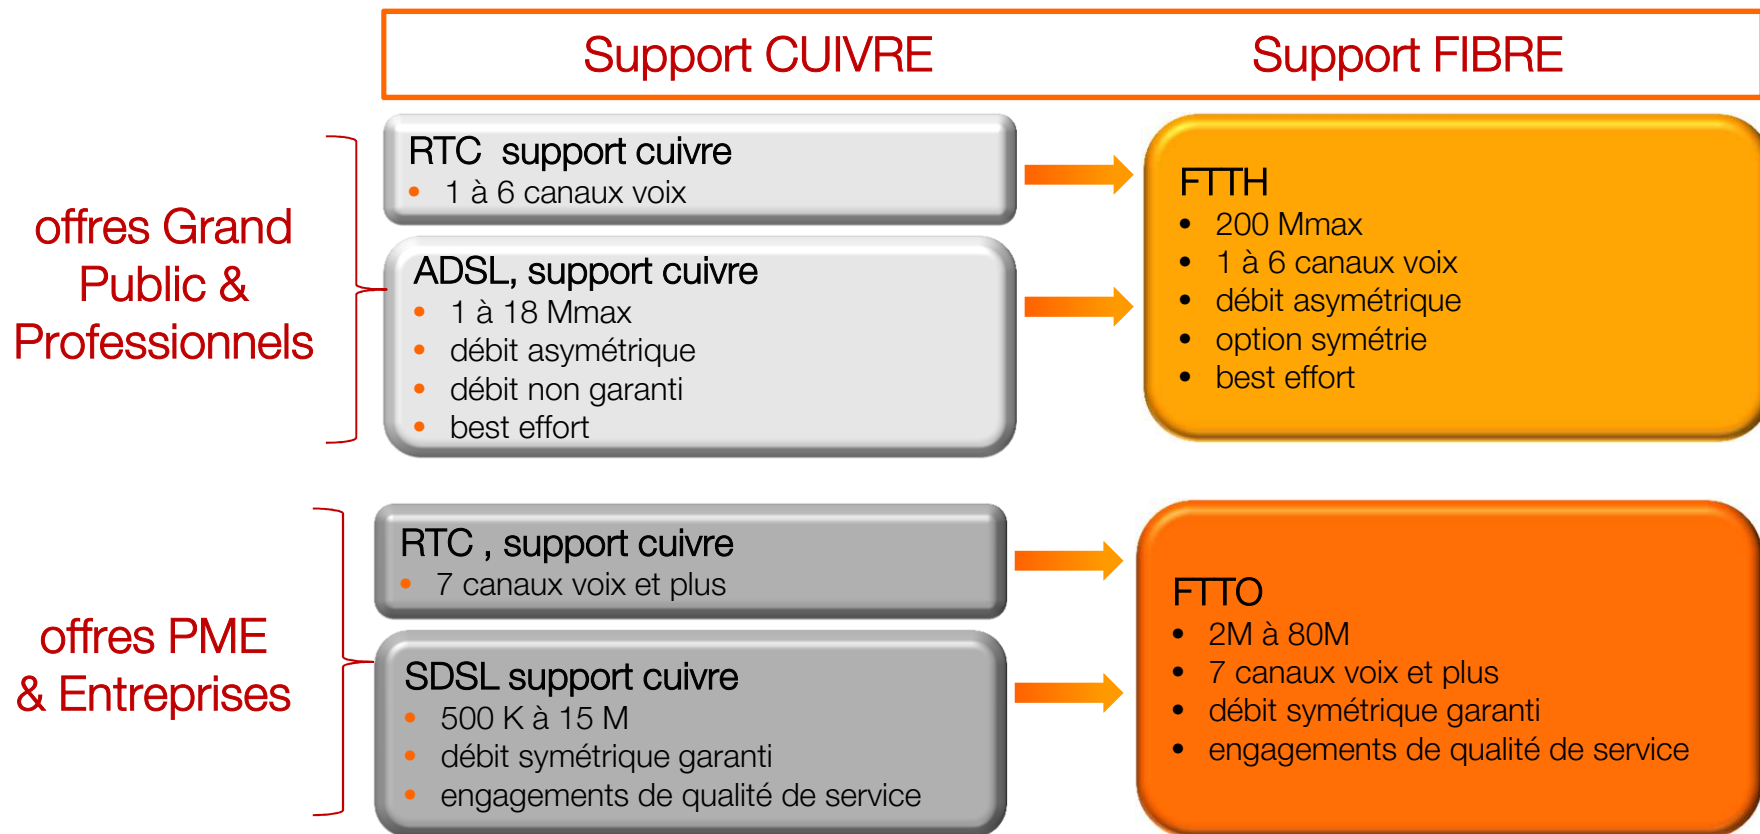 Support CUIVRE
Support FIBRE
offres Grand
Public &
Professionnels
RTC support cuivre
• 1 à 6 canaux voix
ADSL, support cuivre
• 1 à 18 Mmax
• débit asymétrique
• débit non garanti
• best effort
FTTH
• 200 Mmax
• 1 à 6 canaux voix
• débit asymétrique
• option symétrie
• best effort
offres PME
& Entreprises
RTC , support cuivre
• 7 canaux voix et plus
SDSL support cuivre
• 500 K à 15 M
• débit symétrique garanti
• engagements de qualité de service
FTTO
• 2M à 80M
• 7 canaux voix et plus
• débit symétrique garanti
• engagements de qualité de service